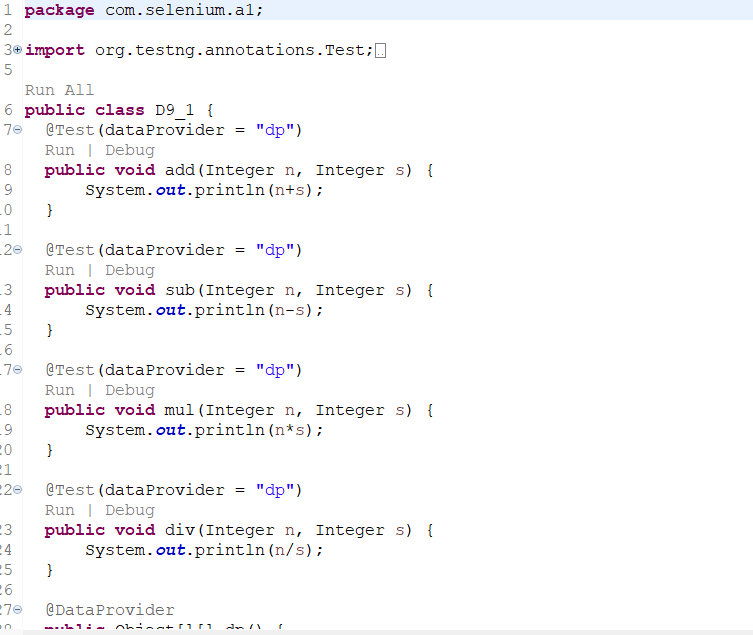 1 package com.selenium.a1;
2
3 import org.testng.annotations.Test;
5
Run All
6 public class D9_1 {
7 @Test(dataProvider = "dp")
Run | Debug
8 public void add(Integer n, Integer s) {
9 System.out.println(n+s);
0 }
1
2 @Test(dataProvider = "dp")
Run | Debug
3 public void sub(Integer n, Integer s) {
4 System.out.println(n-s);
5 }
6
7 @Test(dataProvider = "dp")
Run | Debug
8 public void mul(Integer n, Integer s) {
9 System.out.println(n*s);
20 }
21
22 @Test(dataProvider = "dp")
Run | Debug
23 public void div(Integer n, Integer s) {
24 System.out.println(n/s);
25 }
26
27 @DataProvider
28 public Object[][] dp() {